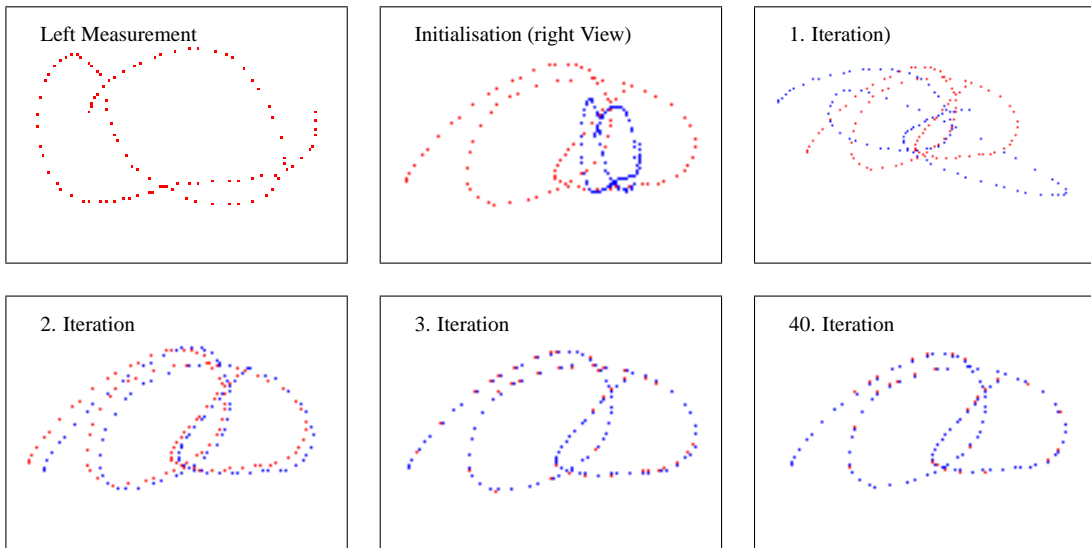 Left Measurement
Initialisation (right View)
1. Iteration)
2. Iteration
3. Iteration
40. Iteration